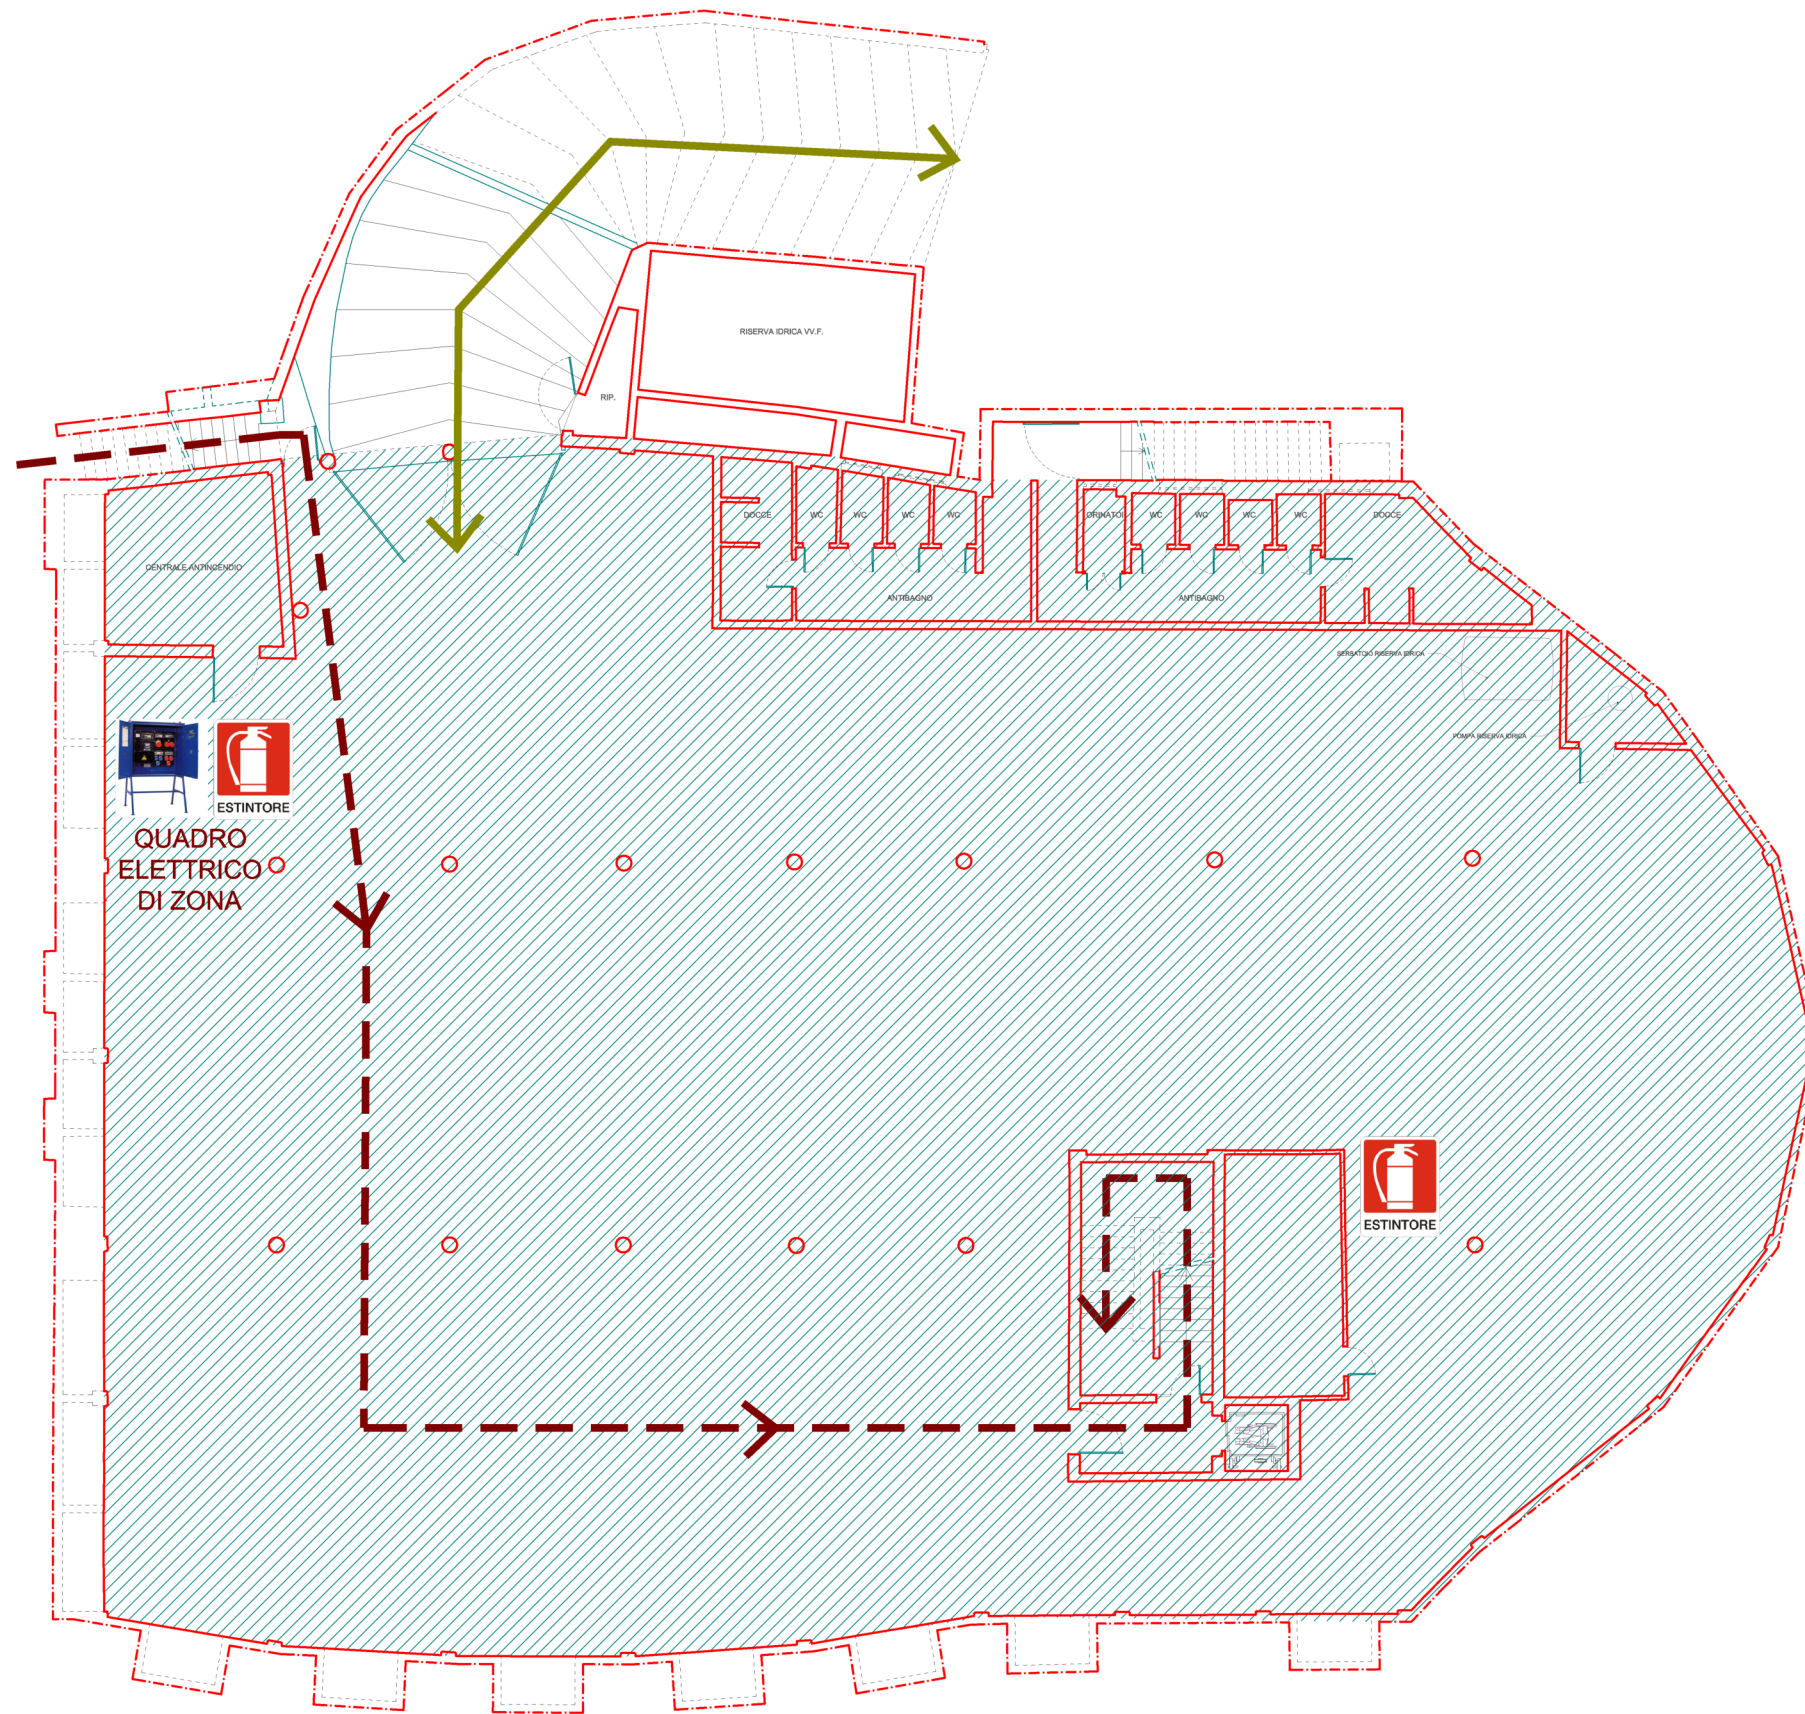 RISERVA IDRICA VV.F.
RIP.
DOCCE
WC
WC
WC
WC
ORINATOI
WC
WC
WC
WC
DOCCE
CENTRALE ANTINCENDIO
ANTIBAGNO
ANTIBAGNO
SERBATOIO RISERVA IDRICA
POMPA RISERVA IDRICA
ESTINTORE
QUADRO
ELETTRICO
DI ZONA
ESTINTORE